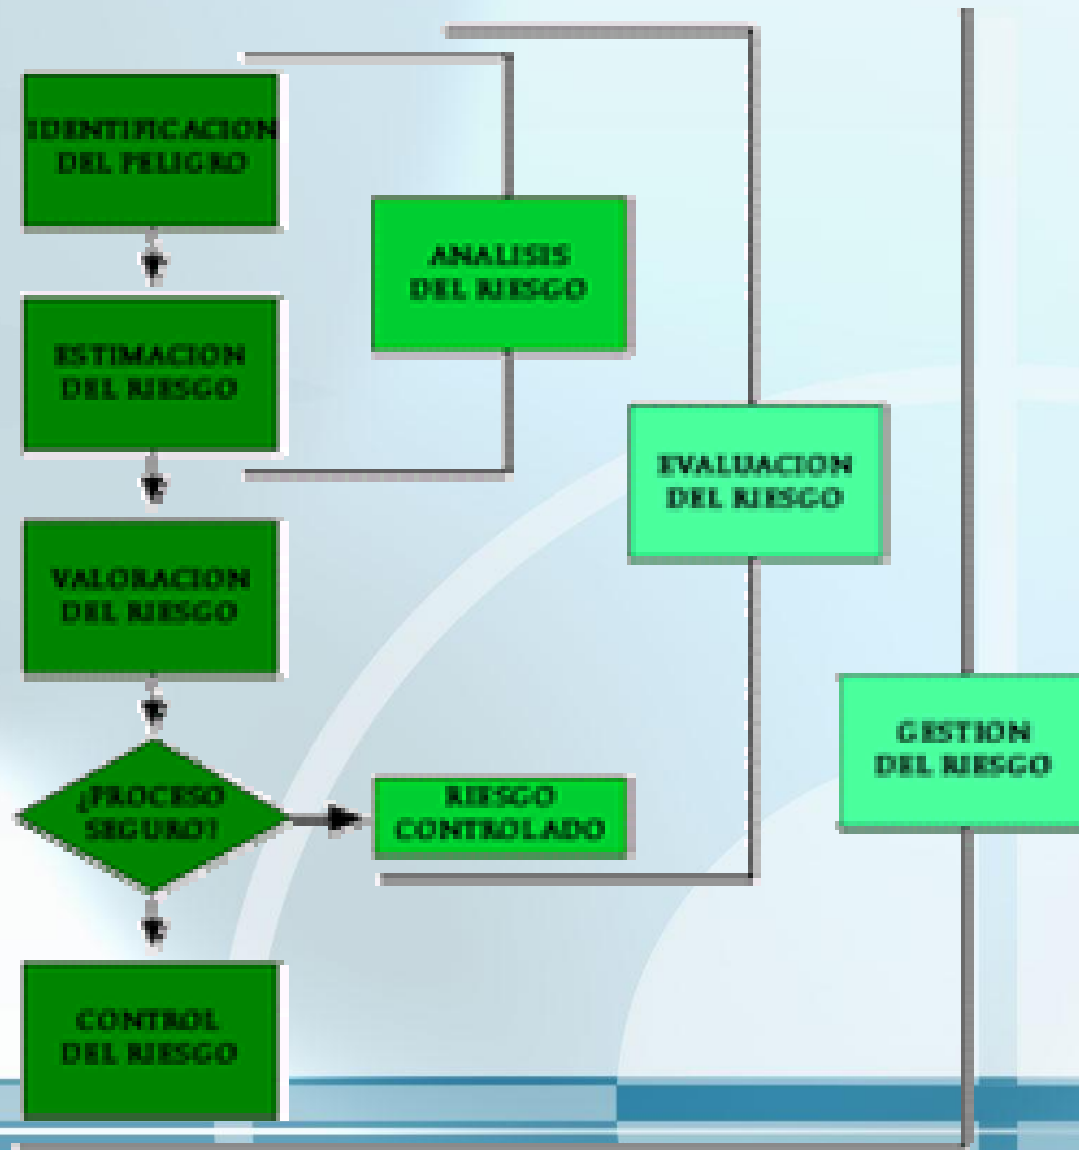 IDENTIFICACION
DEL PELIGRO
ANALISIS
DEL RIESGO
ESTIMACION
DEL RIESGO
EVALUACION
DEL RIESGO
VALORACION
DEL RIESGO
GESTION
DEL RIESGO
¿PROCESO
SEGURO?
RIESGO
CONTROLADO
CONTROL
DEL RIESGO